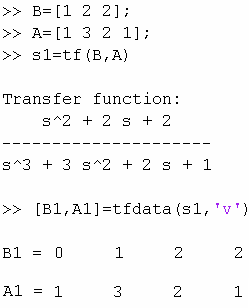 >> B=[1 2 2];
>> A=[1 3 2 1];
>> s1=tf(B,A)
Transfer function:
s^2 + 2 s + 2
---------------------
s^3 + 3 s^2 + 2 s + 1
>> [B1,A1]=tfdata(s1,'v')
B1 = 0 1 2 2
A1 = 1 3 2 1